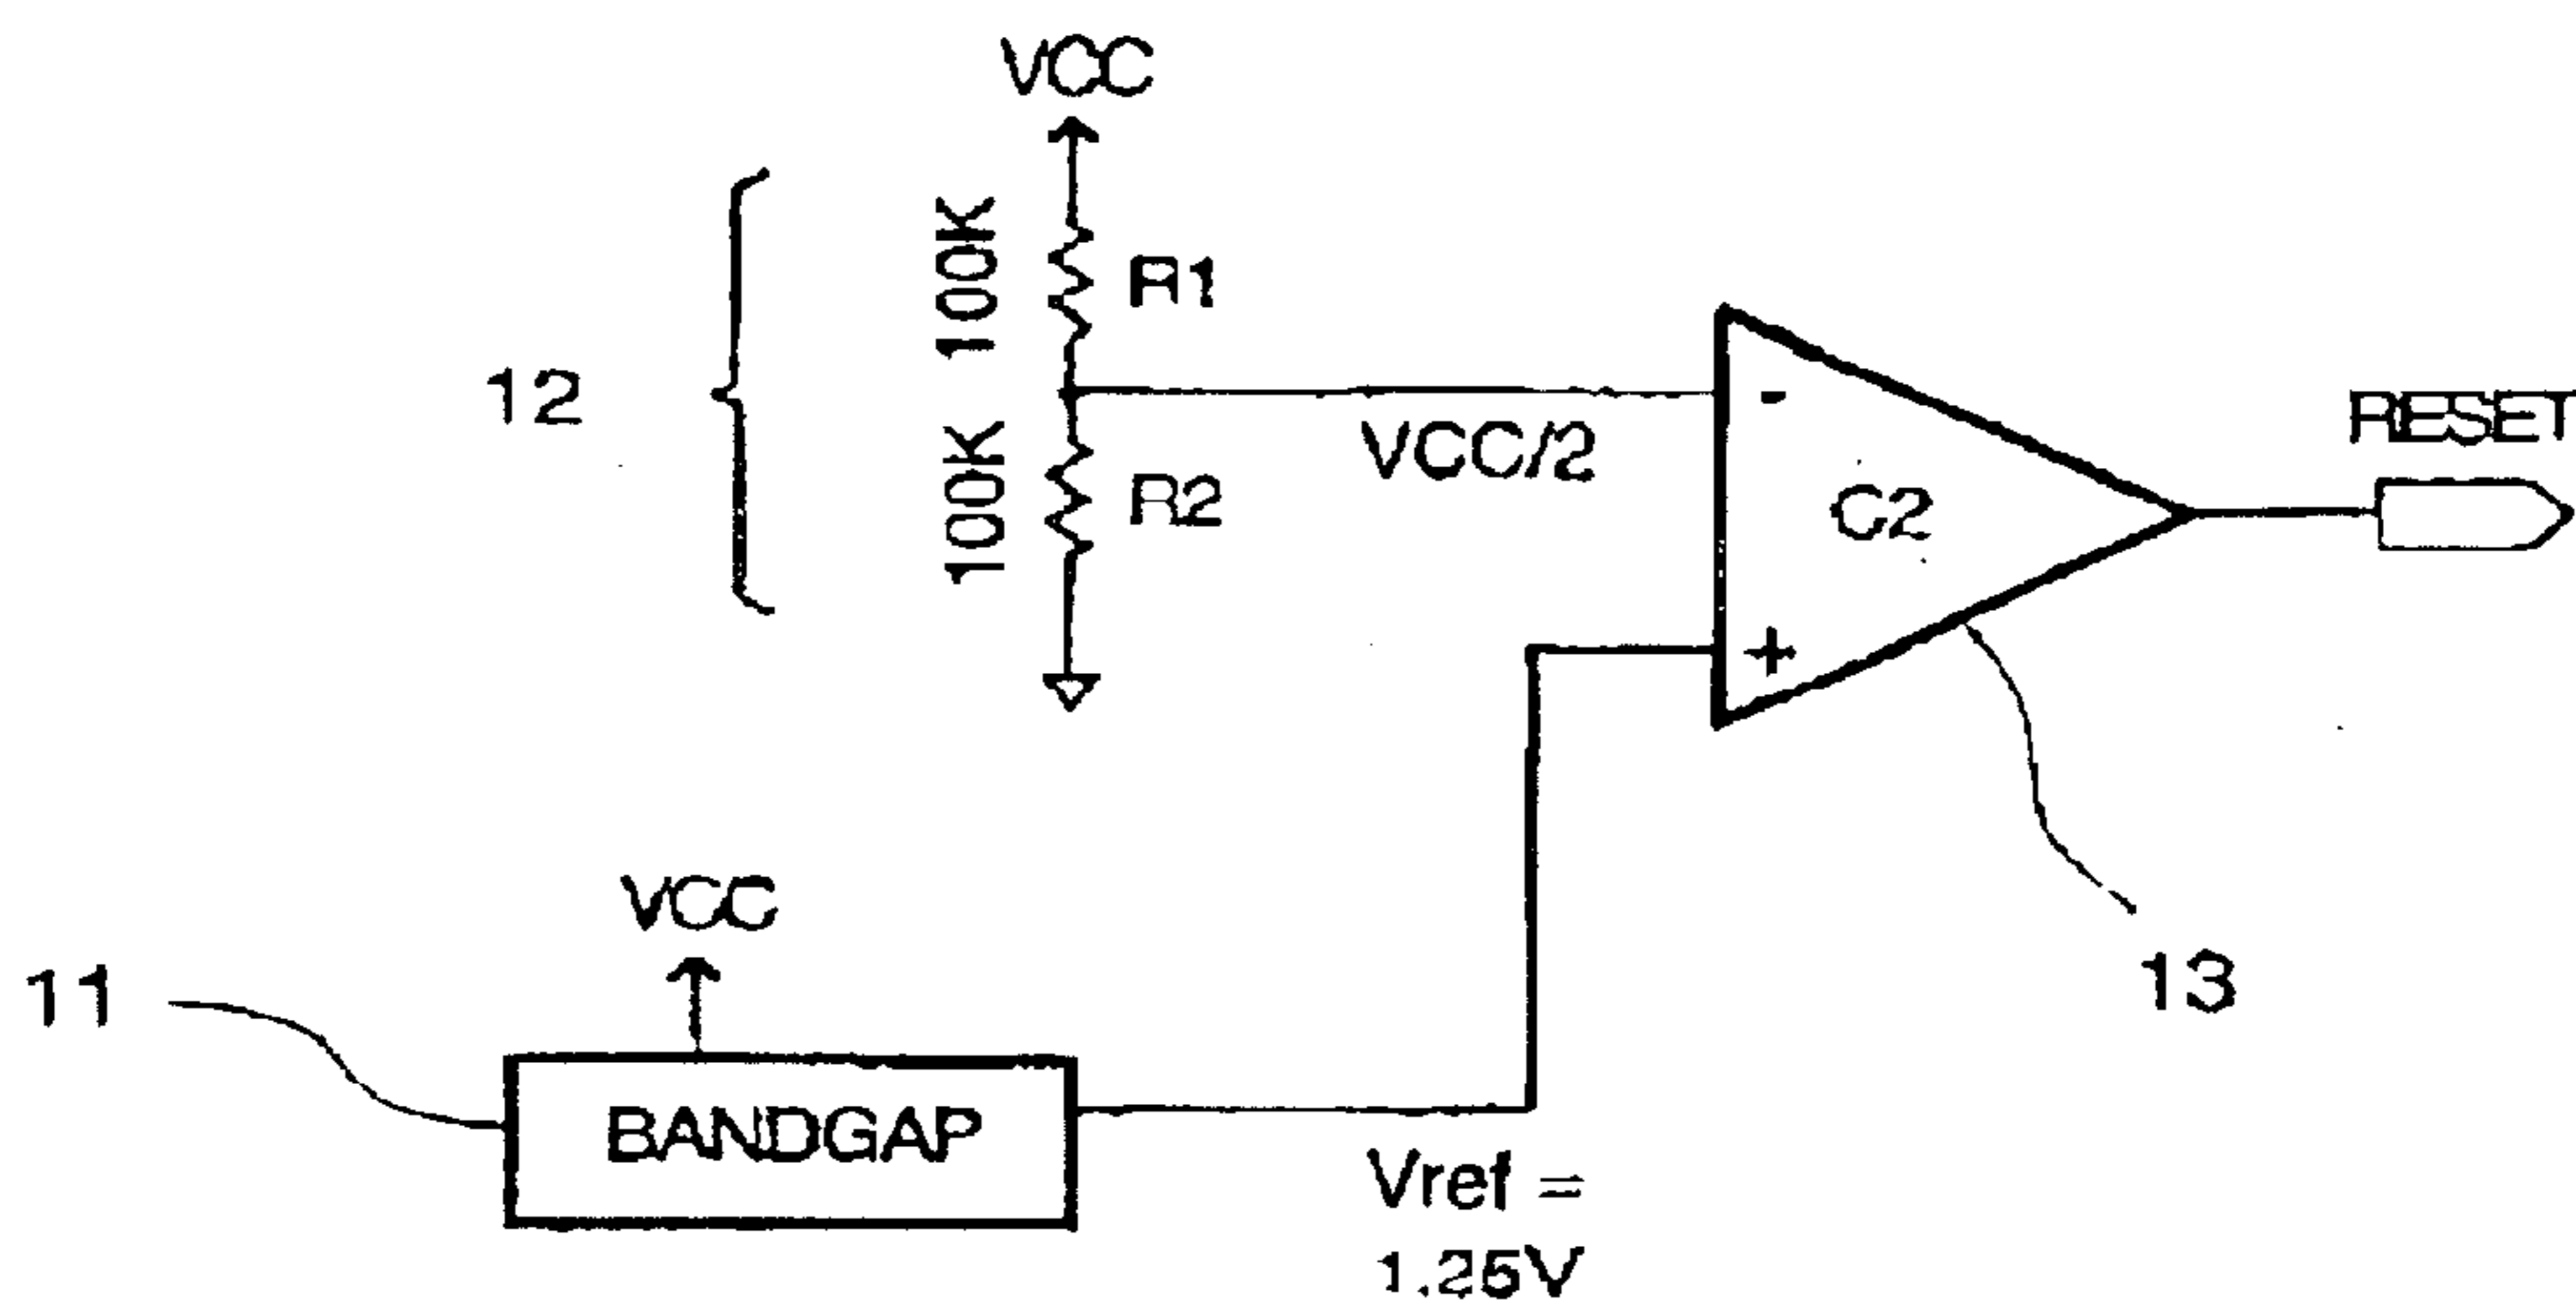 VCC
100K
R1
12
VCC/2
-
RESET
100K
R2
C2
+
VCC
11
13
BANDGAP
Vref =
1.25V